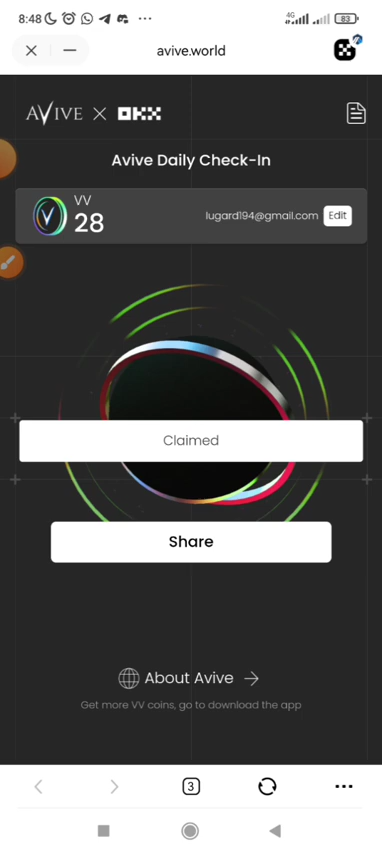 8:48
4G
83
avive.world
AVIVE × OKX
Avive Daily Check-In
VV
28
lugard194@gmail.com
Edit
Claimed
Share
About Avive
Get more VV coins, go to download the app
3